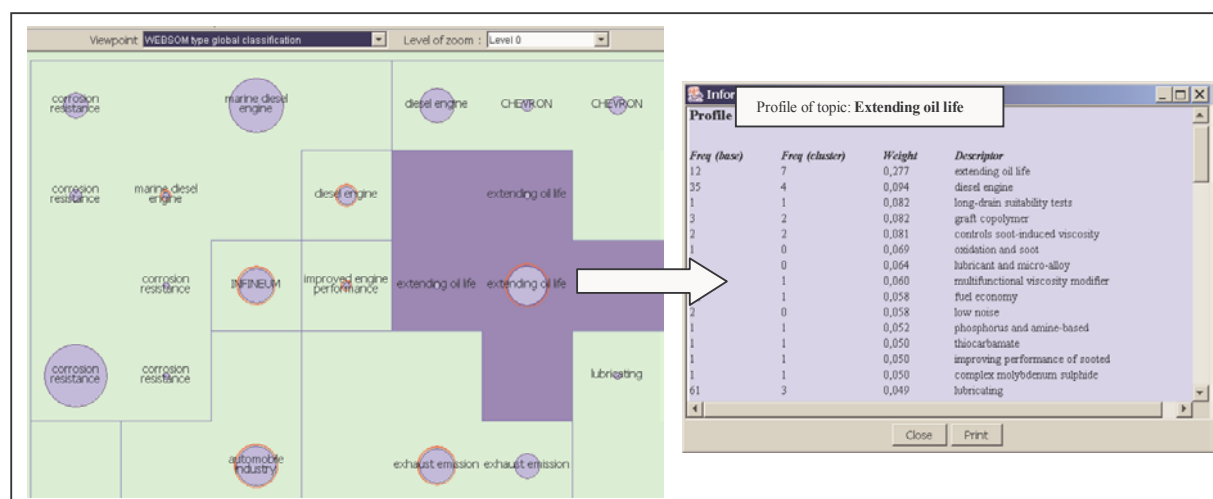 Viewpoint WEBSOM type global classification Level of zoom : Level 0
corrosion
resistance
marine diesel
engine
diesel engine
CHEVRON
CHEVRON
corrosion
resistance
marine diesel
engine
diesel engine
extending oil life
corrosion
resistance
INFINEUM
improved engine
performance
extending oil life
extending oil life
corrosion
resistance
corrosion
resistance
lubricating
automobile
industry
exhaust emission
exhaust emission
Infor
Profile of topic: Extending oil life
Profile
Freq (base) Freq (cluster) Weight Descriptor
12 7 0,277 extending oil life
35 4 0,094 diesel engine
1 1 0,082 long-drain suitability tests
3 2 0,082 graft copolymer
2 2 0,081 controls soot-induced viscosity
1 0 0,069 oxidation and soot
0 0,064 lubricant and micro-alloy
1 0,060 multifunctional viscosity modifier
1 0,058 fuel economy
2 0 0,058 low noise
1 1 0,052 phosphorus and amine-based
1 1 0,050 thiocarbamate
1 1 0,050 improving performance of sooted
1 1 0,050 complex molybdenum sulphide
61 3 0,049 lubricating
Close Print